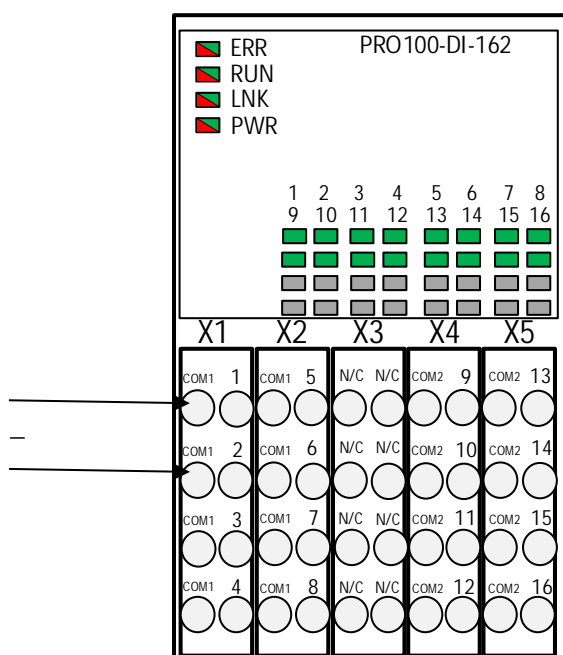 ERR PRO100-DI-162
RUN
LNK
PWR
1 2 3 4 5 6 7 8
9 10 11 12 13 14 15 16
X1 X2 X3 X4 X5
COM1 1 COM1 5 N/C N/C COM2 9 COM2 13
–
COM1 2 COM1 6 N/C N/C COM2 10 COM2 14
COM1 3 COM1 7 N/C N/C COM2 11 COM2 15
COM1 4 COM1 8 N/C N/C COM2 12 COM2 16